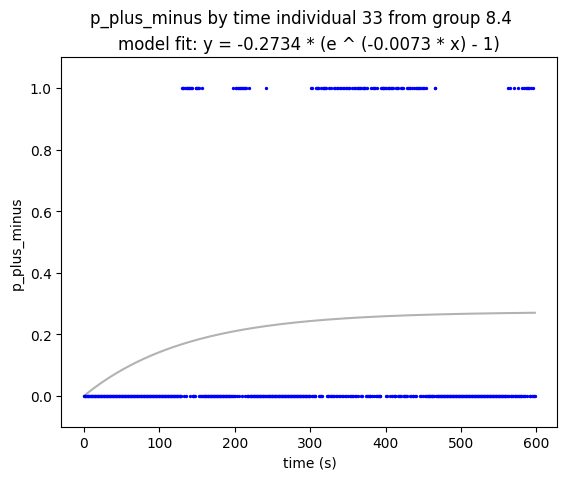 p_plus_minus by time individual 33 from group 8.4
model fit: y = -0.2734 * (e ^ (-0.0073 * x) - 1)
1.0
0.8
0.6
0.4
0.2
0.0
p_plus_minus
0 100 200 300 400 500 600
time (s)